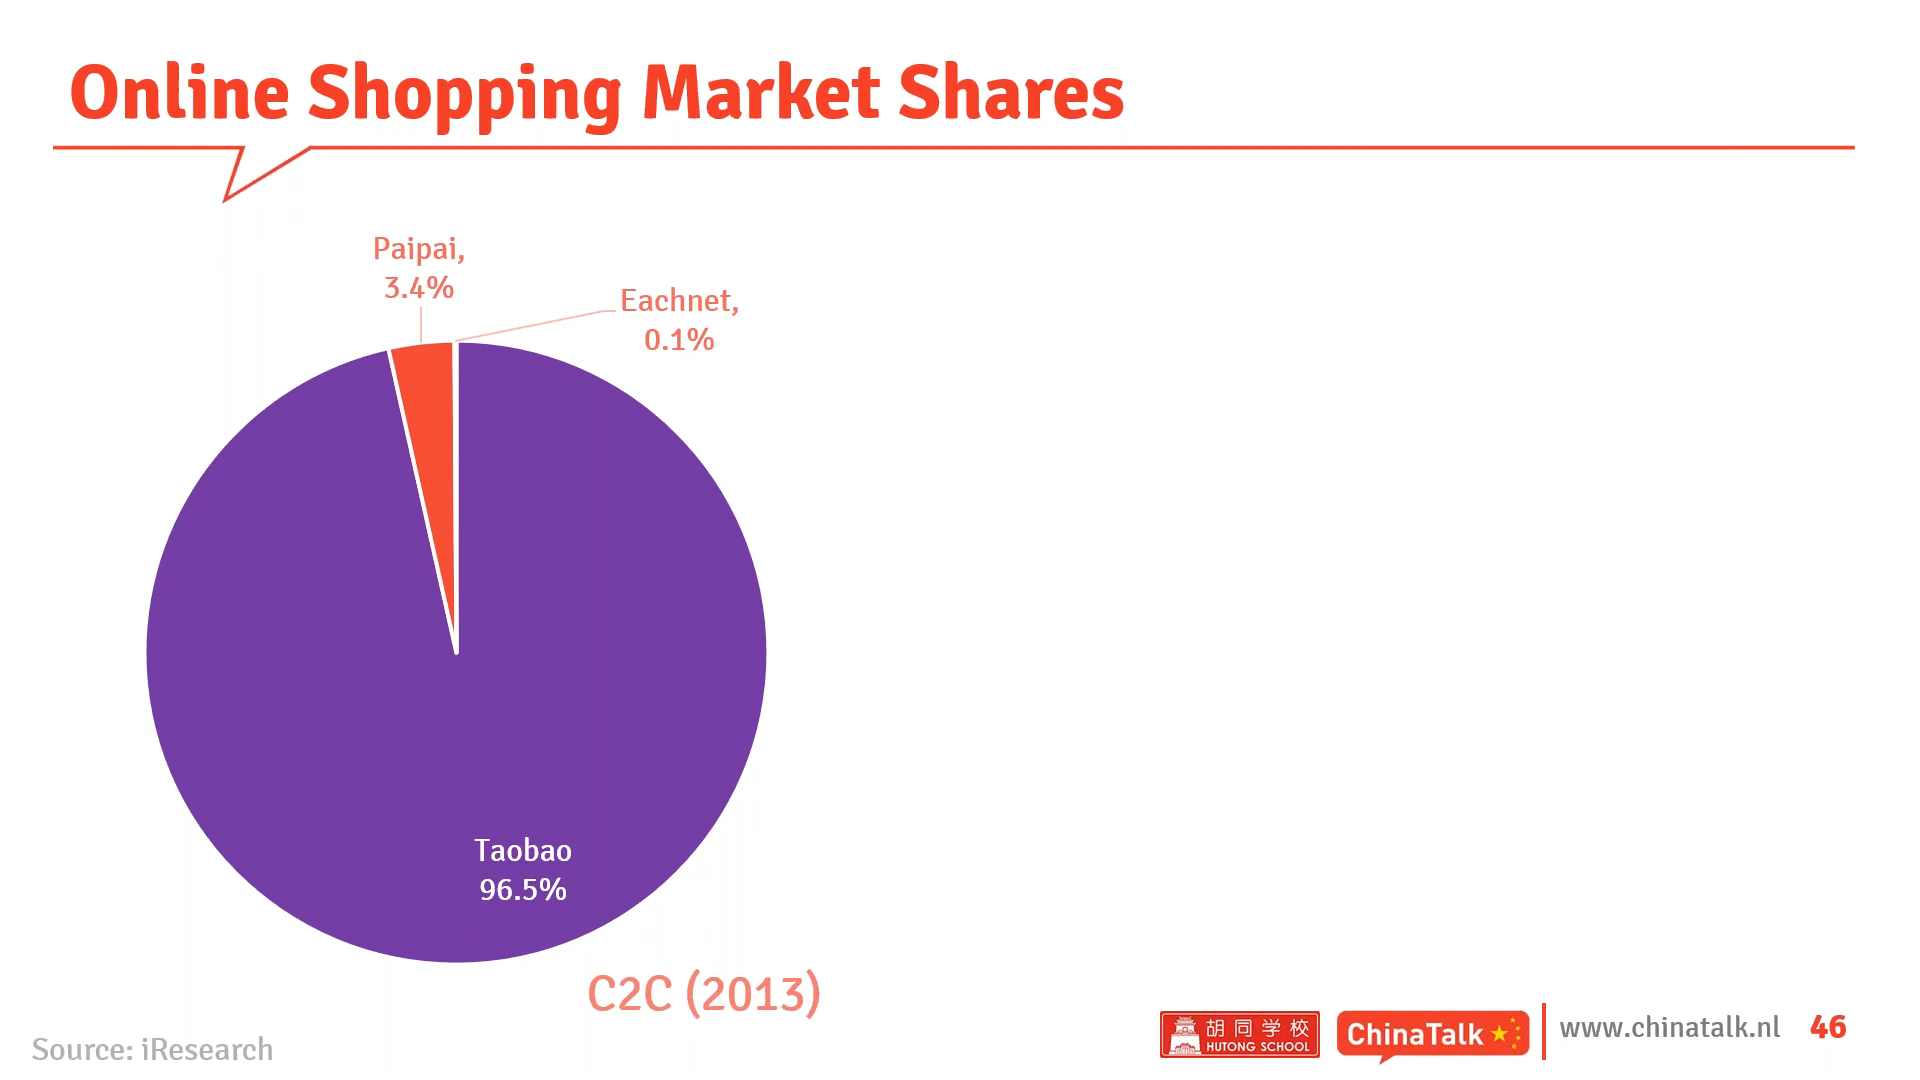 Online Shopping Market Shares
Paipai,
3.4%
Eachnet,
0.1%
Taobao
96.5%
C2C (2013)
Source: iResearch
胡同学校
HUTONG SCHOOL
ChinaTalk
www.chinatalk.nl
46